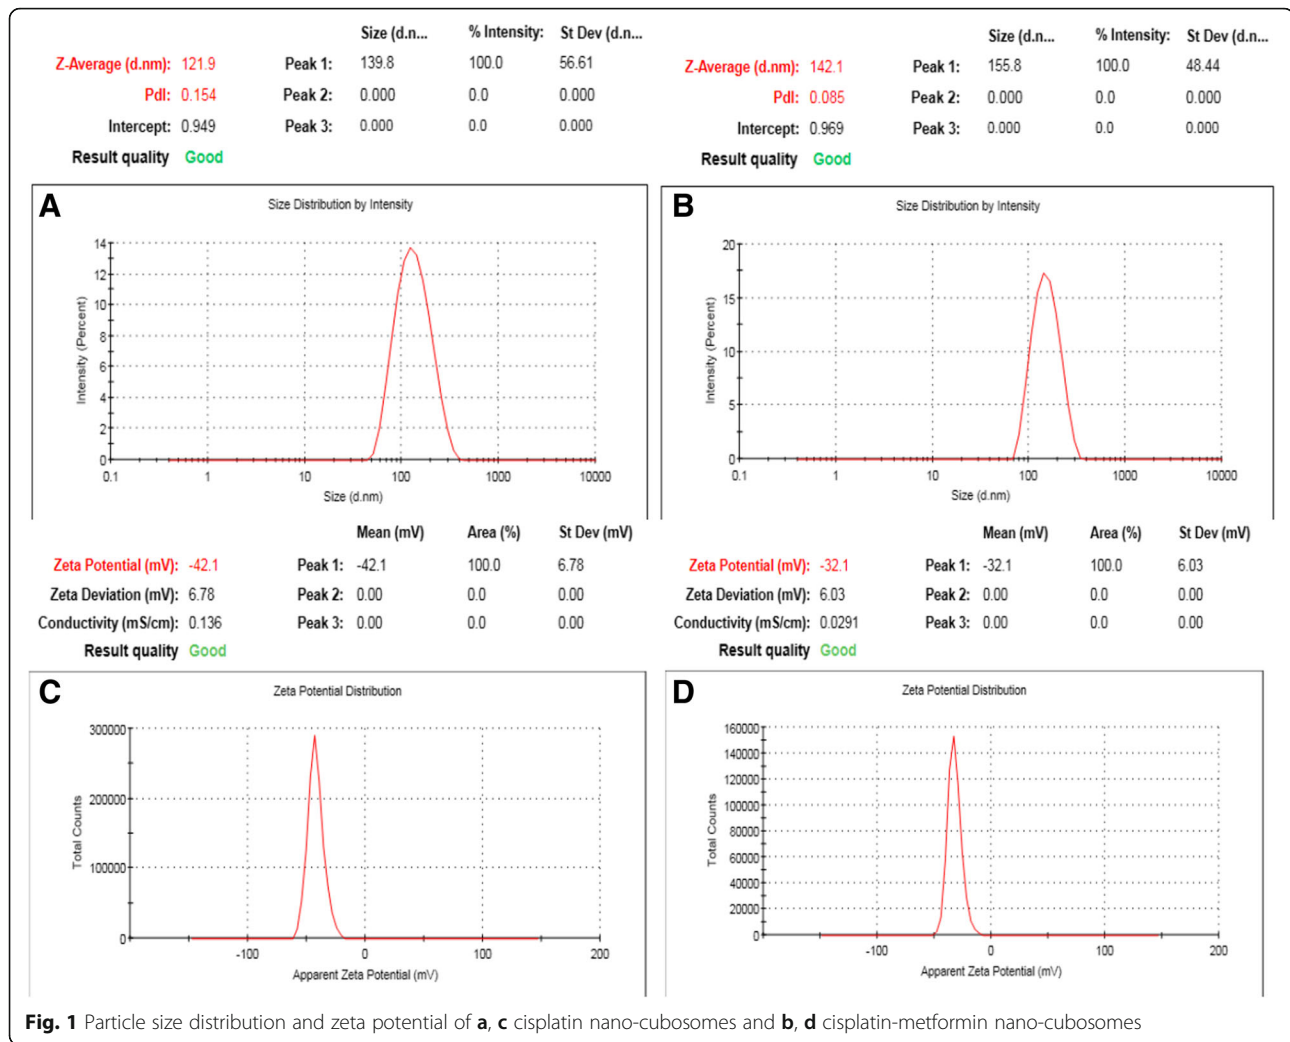 Size (d.n... % Intensity: St Dev (d.n...
Z-Average (d.nm): 121.9 Peak 1: 139.8 100.0 56.61
PdI: 0.154 Peak 2: 0.000 0.0 0.000
Intercept: 0.949 Peak 3: 0.000 0.0 0.000
Result quality Good
Size (d.n... % Intensity: St Dev (d.n...
Z-Average (d.nm): 142.1 Peak 1: 155.8 100.0 48.44
PdI: 0.085 Peak 2: 0.000 0.0 0.000
Intercept: 0.969 Peak 3: 0.000 0.0 0.000
Result quality Good
A
Size Distribution by Intensity
Intensity (Percent)
14
12
10
8
6
4
2
0
0.1 1 10 100 1000 10000
Size (d.nm)
B
Size Distribution by Intensity
Intensity (Percent)
20
15
10
5
0
0.1 1 10 100 1000 10000
Size (d.nm)
Mean (mV) Area (%) St Dev (mV)
Zeta Potential (mV): -42.1 Peak 1: -42.1 100.0 6.78
Zeta Deviation (mV): 6.78 Peak 2: 0.00 0.0 0.00
Conductivity (mS/cm): 0.136 Peak 3: 0.00 0.0 0.00
Result quality Good
Mean (mV) Area (%) St Dev (mV)
Zeta Potential (mV): -32.1 Peak 1: -32.1 100.0 6.03
Zeta Deviation (mV): 6.03 Peak 2: 0.00 0.0 0.00
Conductivity (mS/cm): 0.0291 Peak 3: 0.00 0.0 0.00
Result quality Good
C
Zeta Potential Distribution
Total Counts
300000
200000
100000
0
-100 0 100 200
Apparent Zeta Potential (mV)
D
Zeta Potential Distribution
Total Counts
160000
140000
120000
100000
80000
60000
40000
20000
0
-100 0 100 200
Apparent Zeta Potential (mV)
Fig. 1 Particle size distribution and zeta potential of a, c cisplatin nano-cubosomes and b, d cisplatin-metformin nano-cubosomes